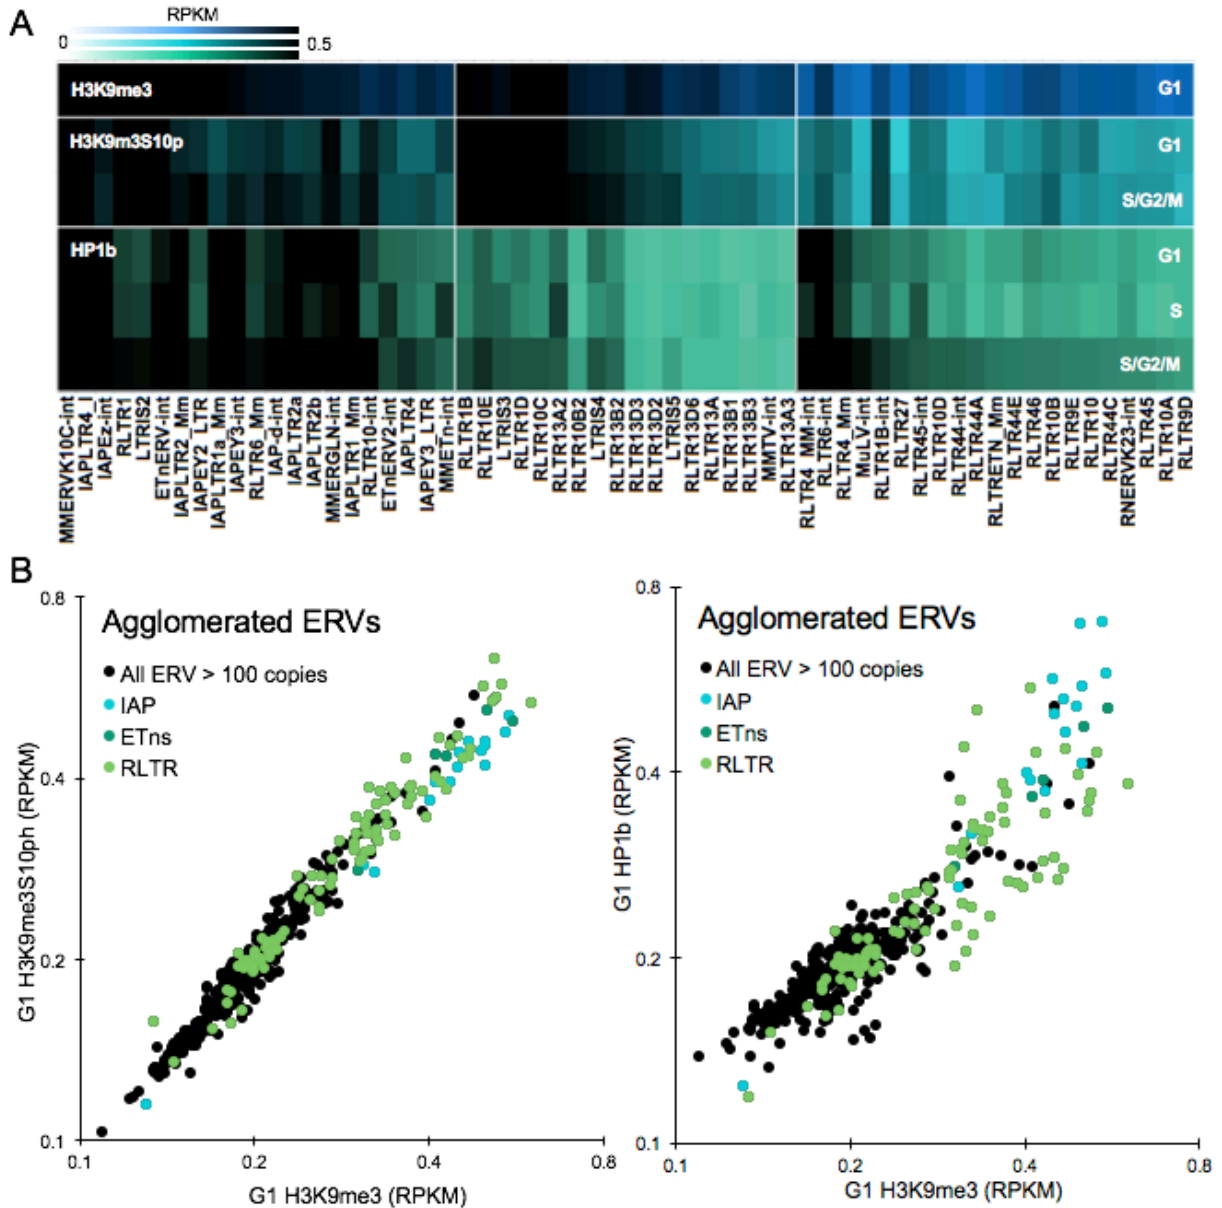 A
RPKM
0
0.5
H3K9me3
G1
H3K9m3S10p
G1
S/G2/M
HP1b
G1
S
S/G2/M
MMERVK10C-int
IAPLTR4_I
IAPEz-int
RLTR1
LTRIS2
ETnERV-int
IAPLTR2_Mm
IAPEY2_LTR
IAPLTR1a_Mm
IAPEY3-int
RLTR6_Mm
IAP-d-int
IAPLTR2a
IAPLTR2b
MMERGLN-int
IAPLTR1_Mm
RLTR10-int
ETnERV2-int
IAPLTR4
IAPEY3_LTR
MMETn-int
RLTR1B
RLTR10E
LTRIS3
RLTR1D
RLTR10C
RLTR13A2
RLTR10B2
LTRIS4
RLTR13B2
RLTR13D3
RLTR13D2
LTRIS5
RLTR13D6
RLTR13A
RLTR13B1
RLTR13B3
MMTV-int
RLTR13A3
RLTR4_MM-int
RLTR6-int
RLTR4_Mm
MuLV-int
RLTR1B-int
RLTR27
RLTR45-int
RLTR10D
RLTR44-int
RLTR44A
RLTRETN_Mm
RLTR44E
RLTR46
RLTR10B
RLTR9E
RLTR10
RLTR44C
RNERVK23-int
RLTR45
RLTR10A
RLTR9D
B
0.8
0.4
0.2
0.1
G1 H3K9me3S10ph (RPKM)
Agglomerated ERVs
All ERV > 100 copies
IAP
ETns
RLTR
0.1
0.2
0.4
0.8
G1 H3K9me3 (RPKM)
0.8
0.4
0.2
0.1
G1 HP1b (RPKM)
Agglomerated ERVs
All ERV > 100 copies
IAP
ETns
RLTR
0.1
0.2
0.4
0.8
G1 H3K9me3 (RPKM)